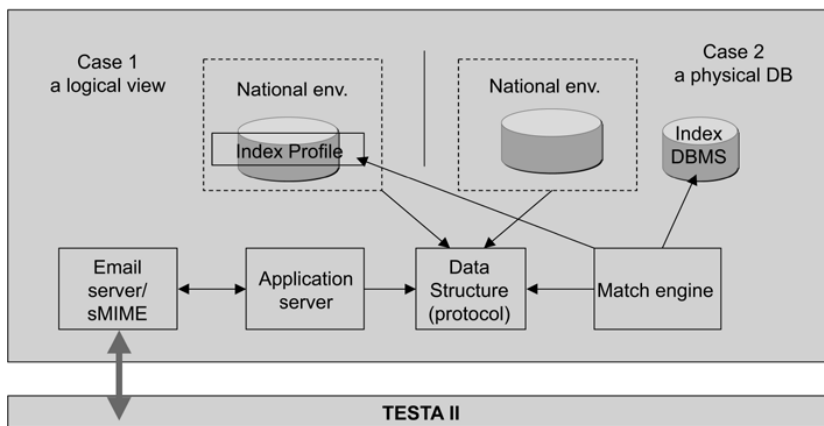 Case 1
a logical view
National env.
Index Profile
National env.
Case 2
a physical DB
Index
DBMS
Email
server/
sMIME
Application
server
Data
Structure
(protocol)
Match engine
TESTA II